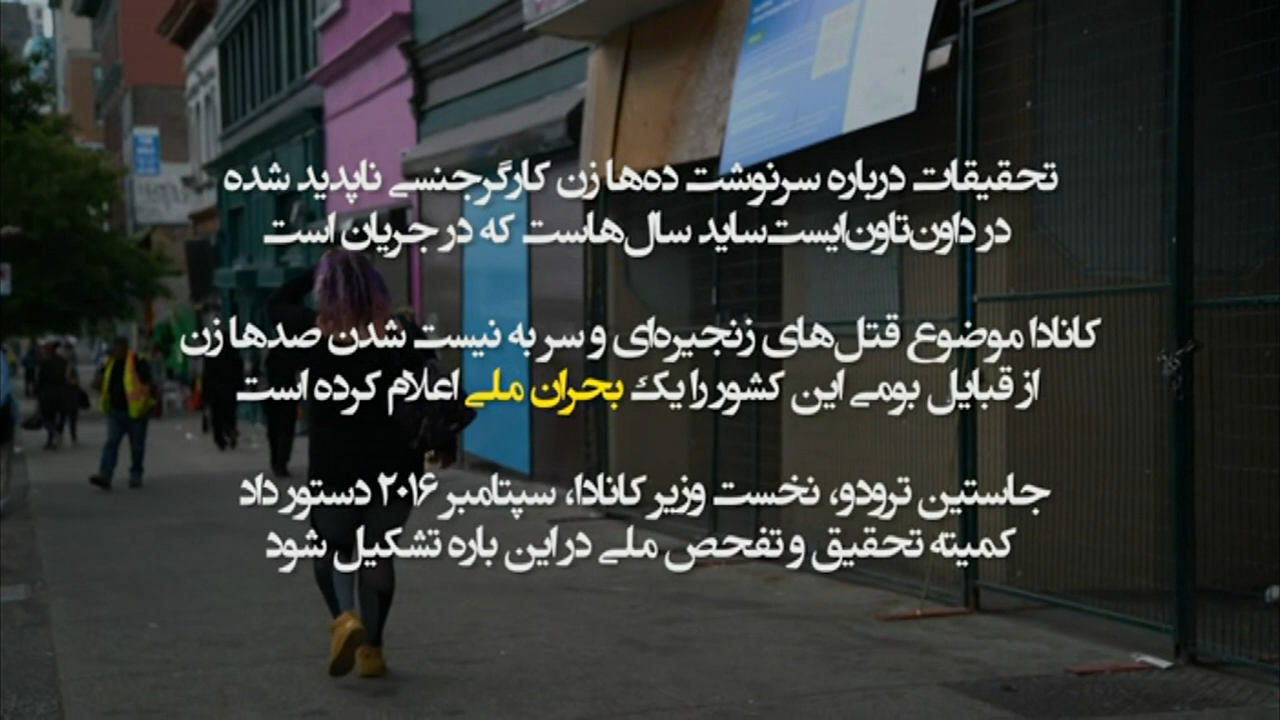 تحقیقات درباره سرنوشت ده‌ها زن کارگرجنسی ناپدید شده
در داون‌تاون‌ایست‌ساید سال‌هاست که در جریان است
کانادا موضوع قتل‌های زنجیره‌ای و سر به نیست شدن صدها زن
از قبایل بومی این کشور را یک بحران ملی اعلام کرده است
جاستین ترودو، نخست وزیر کانادا، سپتامبر ۲۰۱۶ دستور داد
کمیته تحقیق و تفحص ملی در این باره تشکیل شود